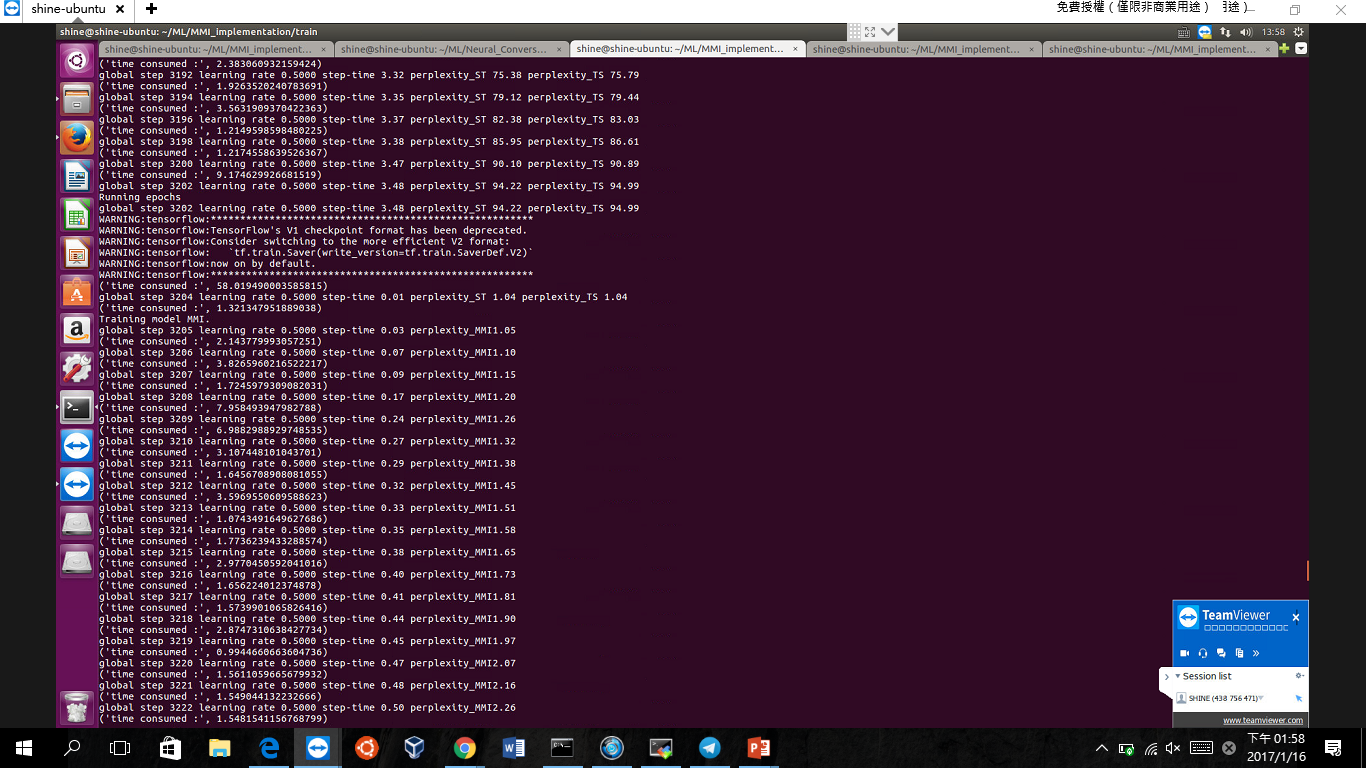 shine-ubuntu × +
免費授權（僅限非商業用途）
shine@shine-ubuntu: ~/ML/MMI_implementation/train
13:58
shine@shine-ubuntu: ~/ML/MMI_implement... ×
shine@shine-ubuntu: ~/ML/Neural_Convers... ×
shine@shine-ubuntu: ~/ML/MMI_implement... ×
shine@shine-ubuntu: ~/ML/MMI_implement... ×
shine@shine-ubuntu: ~/ML/MMI_implement... ×
('time consumed :', 2.383060932159424)
global step 3192 learning rate 0.5000 step-time 3.32 perplexity_ST 75.38 perplexity_TS 75.79
('time consumed :', 1.9263520240783691)
global step 3194 learning rate 0.5000 step-time 3.35 perplexity_ST 79.12 perplexity_TS 79.44
('time consumed :', 3.5631909370422363)
global step 3196 learning rate 0.5000 step-time 3.37 perplexity_ST 82.38 perplexity_TS 83.03
('time consumed :', 1.2149598598480225)
global step 3198 learning rate 0.5000 step-time 3.38 perplexity_ST 85.95 perplexity_TS 86.61
('time consumed :', 1.2174558639526367)
global step 3200 learning rate 0.5000 step-time 3.47 perplexity_ST 90.10 perplexity_TS 90.89
('time consumed :', 9.174629926681519)
global step 3202 learning rate 0.5000 step-time 3.48 perplexity_ST 94.22 perplexity_TS 94.99
Running epochs
global step 3202 learning rate 0.5000 step-time 3.48 perplexity_ST 94.22 perplexity_TS 94.99
WARNING:tensorflow:*******************************************************
WARNING:tensorflow:TensorFlow's V1 checkpoint format has been deprecated.
WARNING:tensorflow:Consider switching to the more efficient V2 format:
WARNING:tensorflow:   `tf.train.Saver(write_version=tf.train.SaverDef.V2)`
WARNING:tensorflow:now on by default.
WARNING:tensorflow:*******************************************************
('time consumed :', 58.019490003585815)
global step 3204 learning rate 0.5000 step-time 0.01 perplexity_ST 1.04 perplexity_TS 1.04
('time consumed :', 1.321347951889038)
Training model MMI.
global step 3205 learning rate 0.5000 step-time 0.03 perplexity_MMI1.05
('time consumed :', 2.143779993057251)
global step 3206 learning rate 0.5000 step-time 0.07 perplexity_MMI1.10
('time consumed :', 3.8265960216522217)
global step 3207 learning rate 0.5000 step-time 0.09 perplexity_MMI1.15
('time consumed :', 1.7245979309082031)
global step 3208 learning rate 0.5000 step-time 0.17 perplexity_MMI1.20
('time consumed :', 7.958493947982788)
global step 3209 learning rate 0.5000 step-time 0.24 perplexity_MMI1.26
('time consumed :', 6.9882988929748535)
global step 3210 learning rate 0.5000 step-time 0.27 perplexity_MMI1.32
('time consumed :', 3.107448101043701)
global step 3211 learning rate 0.5000 step-time 0.29 perplexity_MMI1.38
('time consumed :', 1.6456708908081055)
global step 3212 learning rate 0.5000 step-time 0.32 perplexity_MMI1.45
('time consumed :', 3.5969550609588623)
global step 3213 learning rate 0.5000 step-time 0.33 perplexity_MMI1.51
('time consumed :', 1.0743491649627686)
global step 3214 learning rate 0.5000 step-time 0.35 perplexity_MMI1.58
('time consumed :', 1.7736239433288574)
global step 3215 learning rate 0.5000 step-time 0.38 perplexity_MMI1.65
('time consumed :', 2.9770450592041016)
global step 3216 learning rate 0.5000 step-time 0.40 perplexity_MMI1.73
('time consumed :', 1.656224012374878)
global step 3217 learning rate 0.5000 step-time 0.41 perplexity_MMI1.81
('time consumed :', 1.5739901065826416)
global step 3218 learning rate 0.5000 step-time 0.44 perplexity_MMI1.90
('time consumed :', 2.8747310638427734)
global step 3219 learning rate 0.5000 step-time 0.45 perplexity_MMI1.97
('time consumed :', 0.9944660663604736)
global step 3220 learning rate 0.5000 step-time 0.47 perplexity_MMI2.07
('time consumed :', 1.5611059665679932)
global step 3221 learning rate 0.5000 step-time 0.48 perplexity_MMI2.16
('time consumed :', 1.549044132232666)
global step 3222 learning rate 0.5000 step-time 0.50 perplexity_MMI2.26
('time consumed :', 1.5481541156768799)
TeamViewer ×
Session list
SHINE (438 756 471)
www.teamviewer.com
下午 01:58
2017/1/16